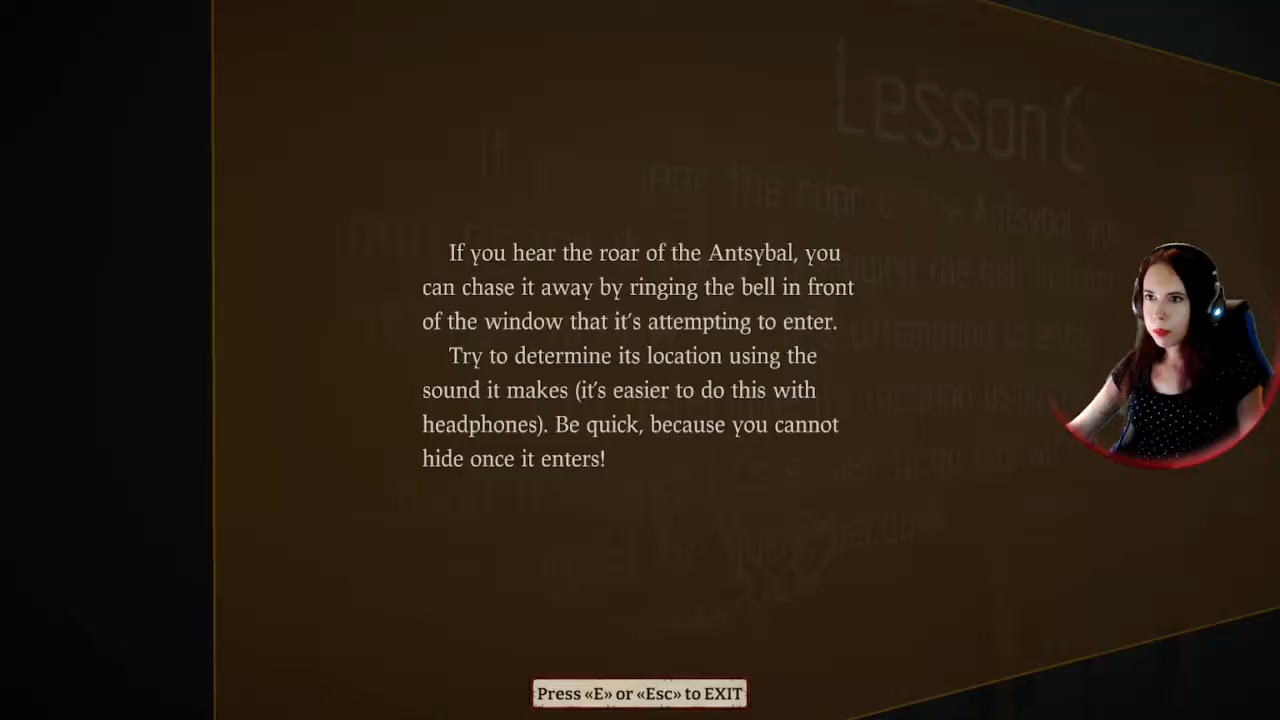 Lesson 6
If you hear the roar of the Antsybal, you
can chase it away by ringing the bell in front
of the window that it's attempting to enter.
Try to determine its location using the
sound it makes (it's easier to do this with
headphones). Be quick, because you cannot
hide once it enters!
Press «E» or «Esc» to EXIT